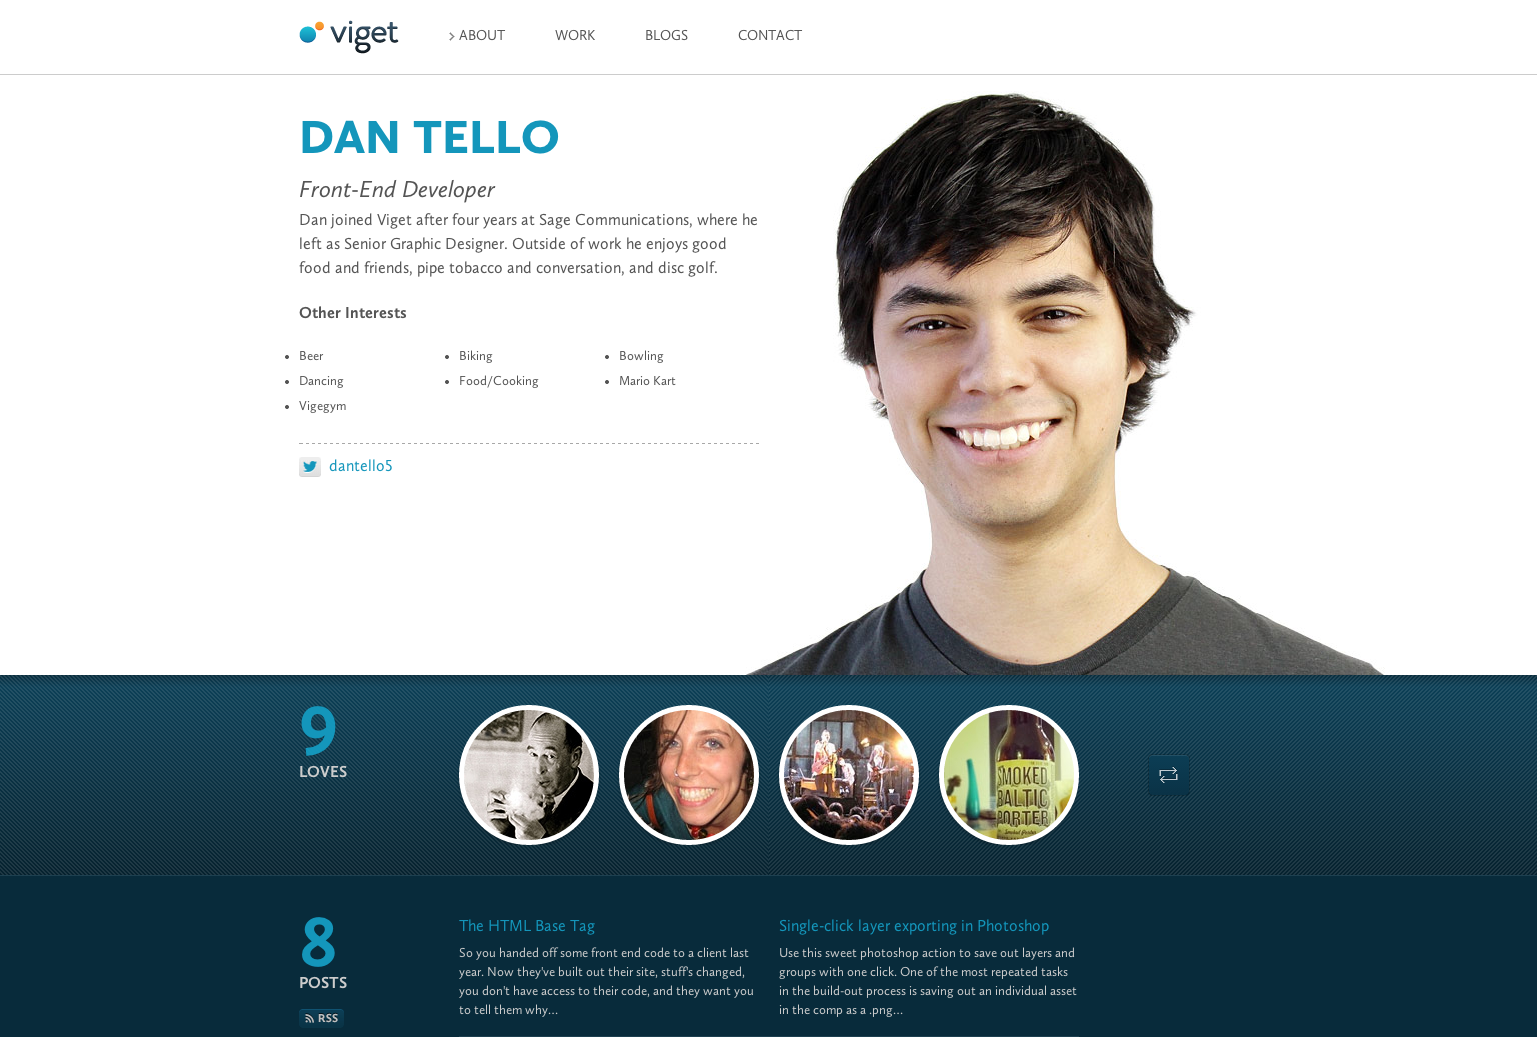 viget
ABOUT
WORK
BLOGS
CONTACT
DAN TELLO
Front-End Developer
Dan joined Viget after four years at Sage Communications, where he
left as Senior Graphic Designer. Outside of work he enjoys good
food and friends, pipe tobacco and conversation, and disc golf.
Other Interests
Beer
Biking
Bowling
Dancing
Food/Cooking
Mario Kart
Vigegym
dantello5
9
LOVES
SMOKED
BALTIC
PORTER
8
POSTS
RSS
The HTML Base Tag
So you handed off some front end code to a client last
year. Now they've built out their site, stuff's changed,
you don't have access to their code, and they want you
to tell them why...
Single-click layer exporting in Photoshop
Use this sweet photoshop action to save out layers and
groups with one click. One of the most repeated tasks
in the build-out process is saving out an individual asset
in the comp as a .png...